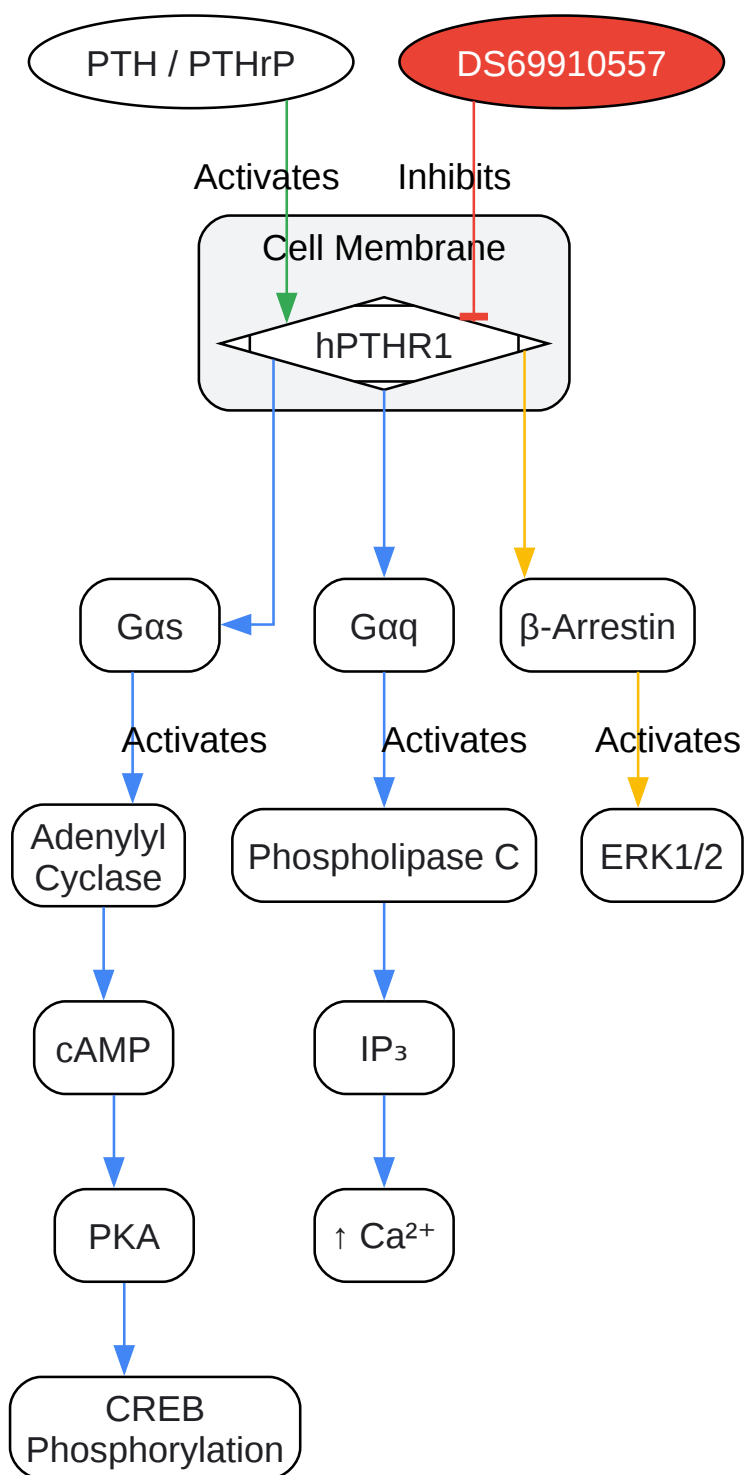 PTH / PTHrP
DS69910557
Activates
Inhibits
Cell Membrane
hPTHR1
Gαs
Gαq
β-Arrestin
Activates
Activates
Activates
Adenylyl
Cyclase
Phospholipase C
ERK1/2
cAMP
IP₃
PKA
↑ Ca²⁺
CREB
Phosphorylation